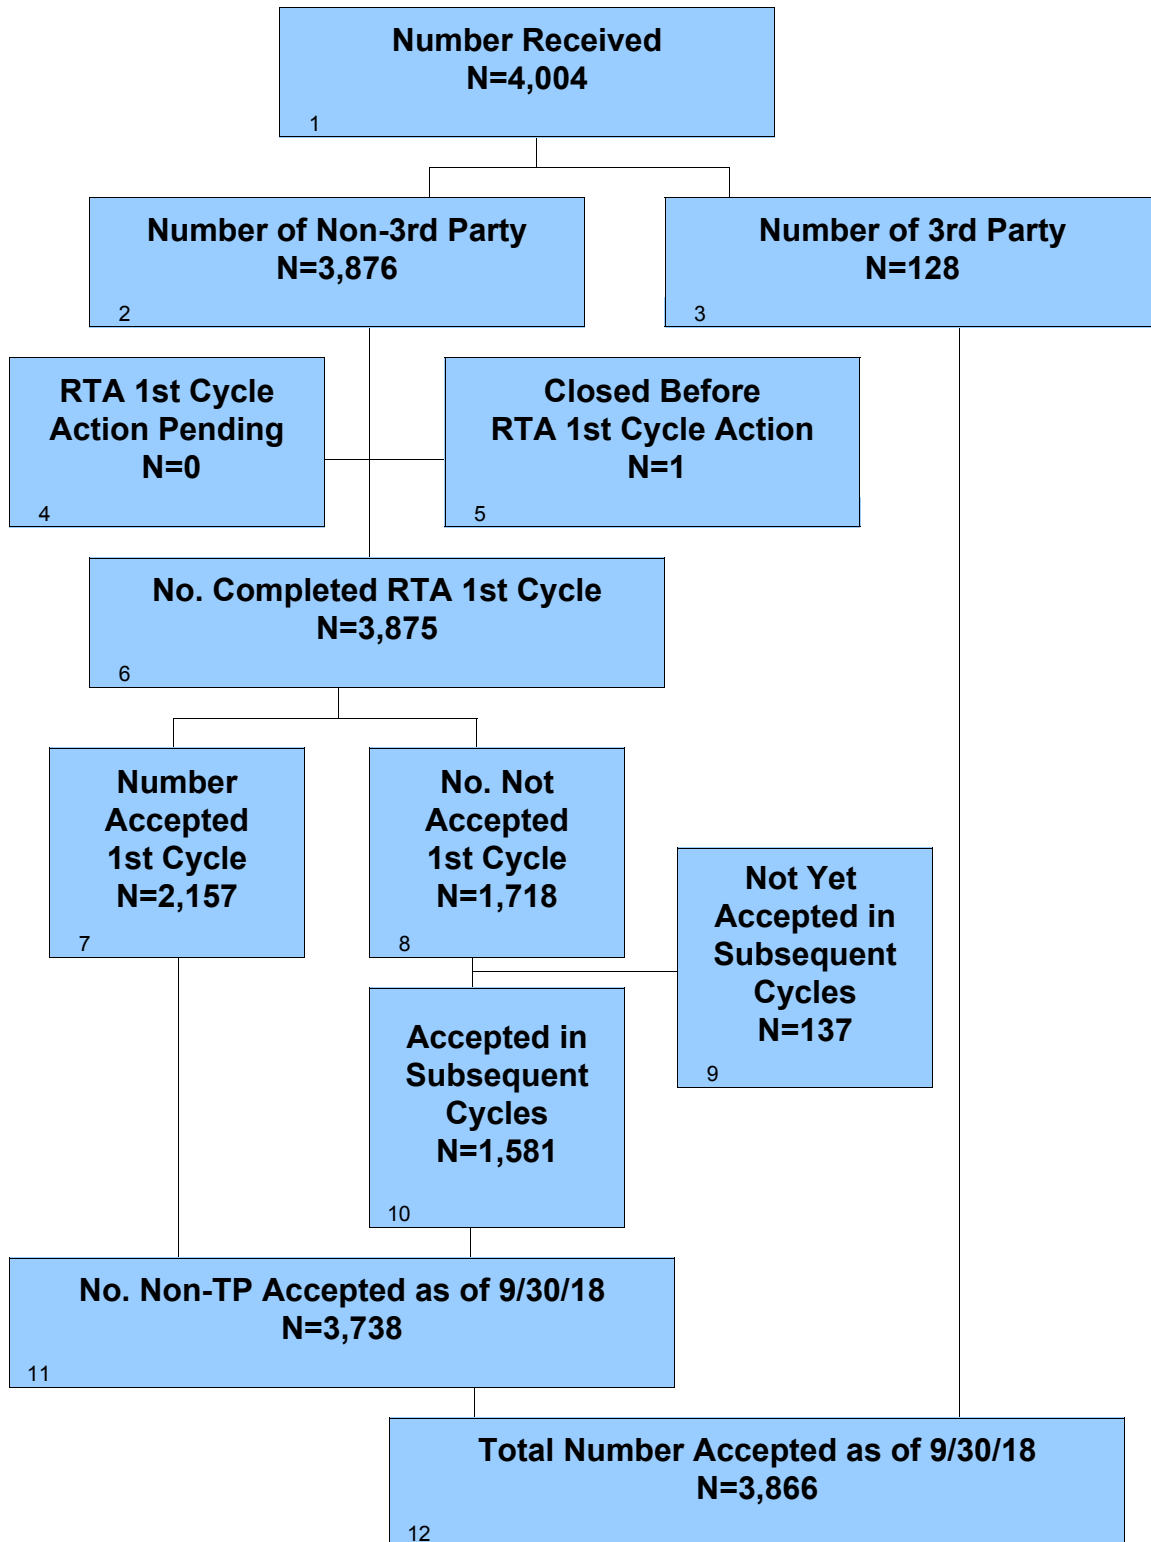 Number Received
N=4,004
1
Number of Non-3rd Party
N=3,876
2
Number of 3rd Party
N=128
3
RTA 1st Cycle
Action Pending
N=0
4
Closed Before
RTA 1st Cycle Action
N=1
5
No. Completed RTA 1st Cycle
N=3,875
6
Number
Accepted
1st Cycle
N=2,157
7
No. Not
Accepted
1st Cycle
N=1,718
8
Not Yet
Accepted in
Subsequent
Cycles
N=137
9
Accepted in
Subsequent
Cycles
N=1,581
10
No. Non-TP Accepted as of 9/30/18
N=3,738
11
Total Number Accepted as of 9/30/18
N=3,866
12